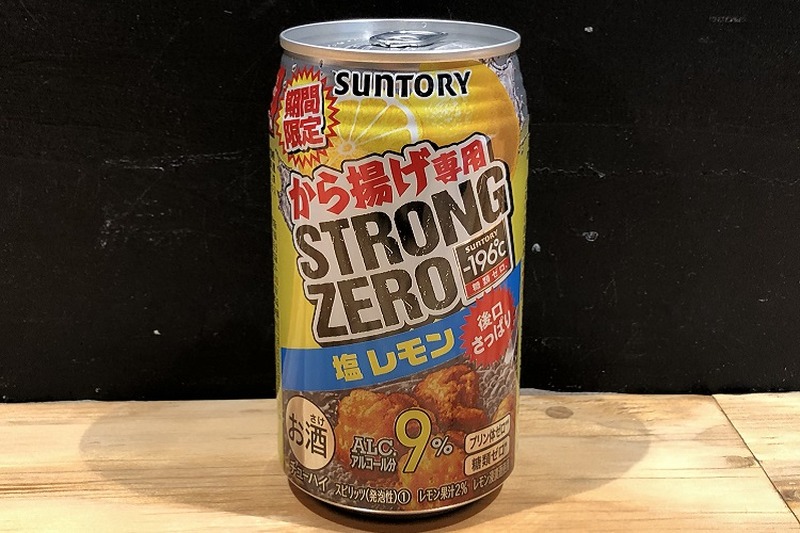 SUNTORY
期間
限定
から揚げ専用
STRONG
ZERO
SUNTORY
-196℃
糖類ゼロ
塩レモン
後口
さっぱり
さけ
お酒
ALC.
アルコール分
9%
プリン体ゼロ
糖類ゼロ
チューハイ
スピリッツ(発泡性)① レモン果汁2%